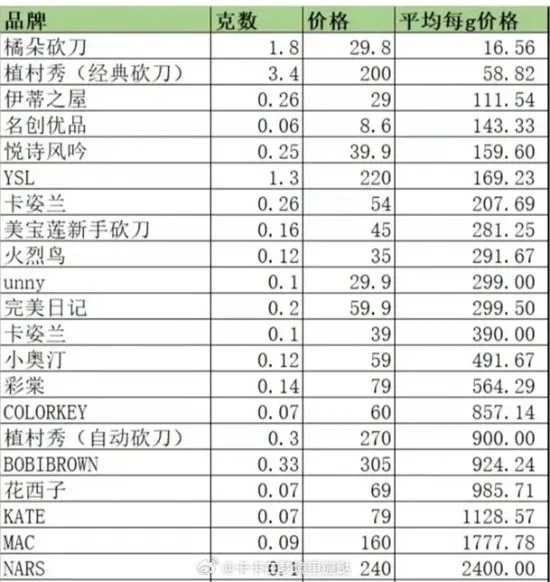 品牌 克数 价格 平均每g价格
橘朵砍刀 1.8 29.8 16.56
植村秀（经典砍刀） 3.4 200 58.82
伊蒂之屋 0.26 29 111.54
名创优品 0.06 8.6 143.33
悦诗风吟 0.25 39.9 159.60
YSL 1.3 220 169.23
卡姿兰 0.26 54 207.69
美宝莲新手砍刀 0.16 45 281.25
火烈鸟 0.12 35 291.67
unny 0.1 29.9 299.00
完美日记 0.2 59.9 299.50
卡姿兰 0.1 39 390.00
小奥汀 0.12 59 491.67
彩棠 0.14 79 564.29
COLORKEY 0.07 60 857.14
植村秀（自动砍刀） 0.3 270 900.00
BOBIBROWN 0.33 305 924.24
花西子 0.07 69 985.71
KATE 0.07 79 1128.57
MAC 0.09 160 1777.78
NARS 0.1 240 2400.00